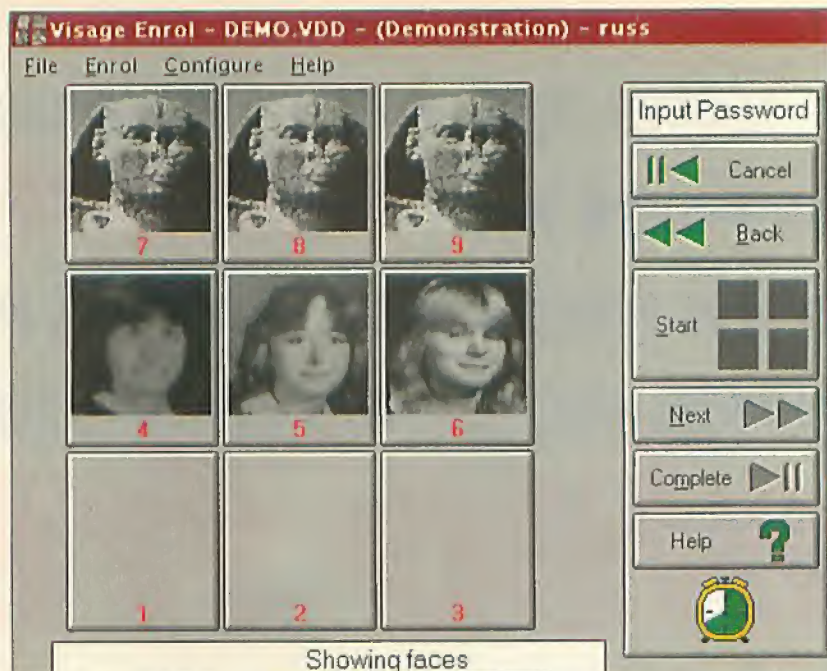 Visage Enrol - DEMO.VDD - (Demonstration) - russ
File Enrol Configure Help
7 8 9
4 5 6
1 2 3
Showing faces
Input Password
Cancel
Back
Start
Next
Complete
Help
?